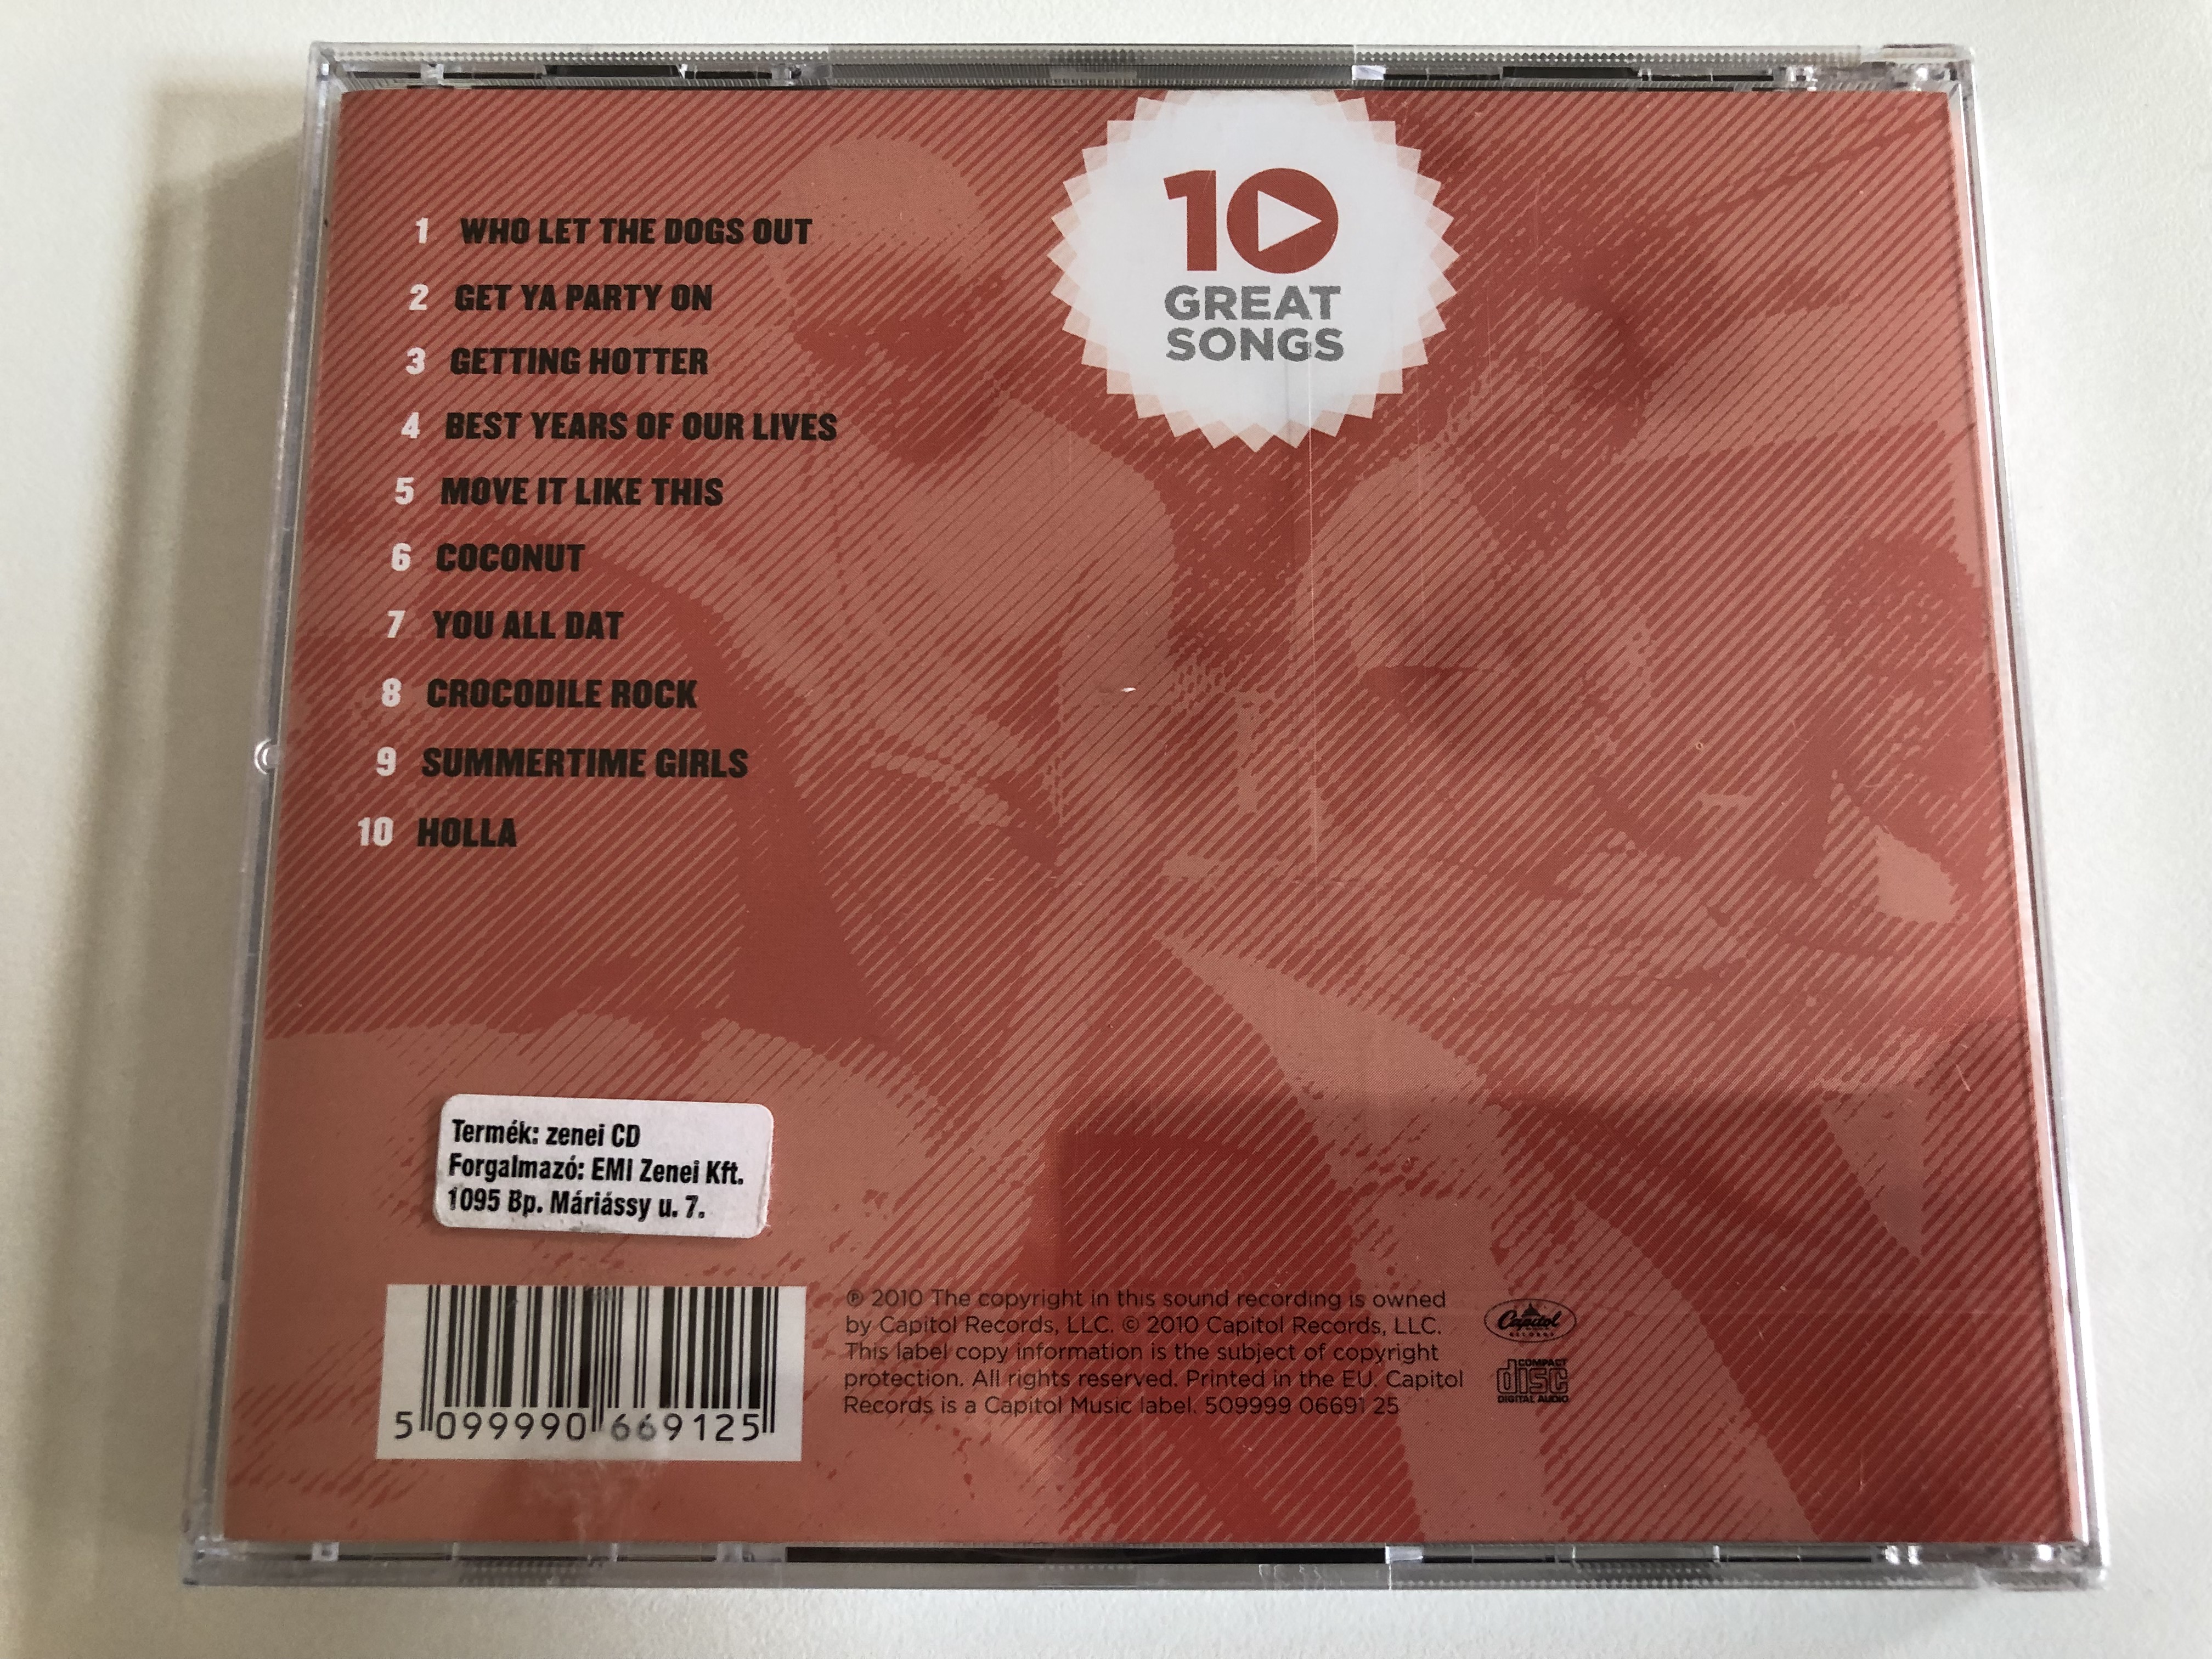 10
GREAT
SONGS
1 WHO LET THE DOGS OUT
2 GET YA PARTY ON
3 GETTING HOTTER
4 BEST YEARS OF OUR LIVES
5 MOVE IT LIKE THIS
6 COCONUT
7 YOU ALL DAT
8 CROCODILE ROCK
9 SUMMERTIME GIRLS
10 HOLLA
Termék: zenei CD
Forgalmazó: EMI Zenei Kft.
1095 Bp. Máriássy u. 7.
5 099990 669125
℗ 2010 The copyright in this sound recording is owned
by Capitol Records, LLC. © 2010 Capitol Records, LLC.
This label copy information is the subject of copyright
protection. All rights reserved. Printed in the EU. Capitol
Records is a Capitol Music label. 509999 06691 25
Capitol
RECORDS
COMPACT
disc
DIGITAL AUDIO